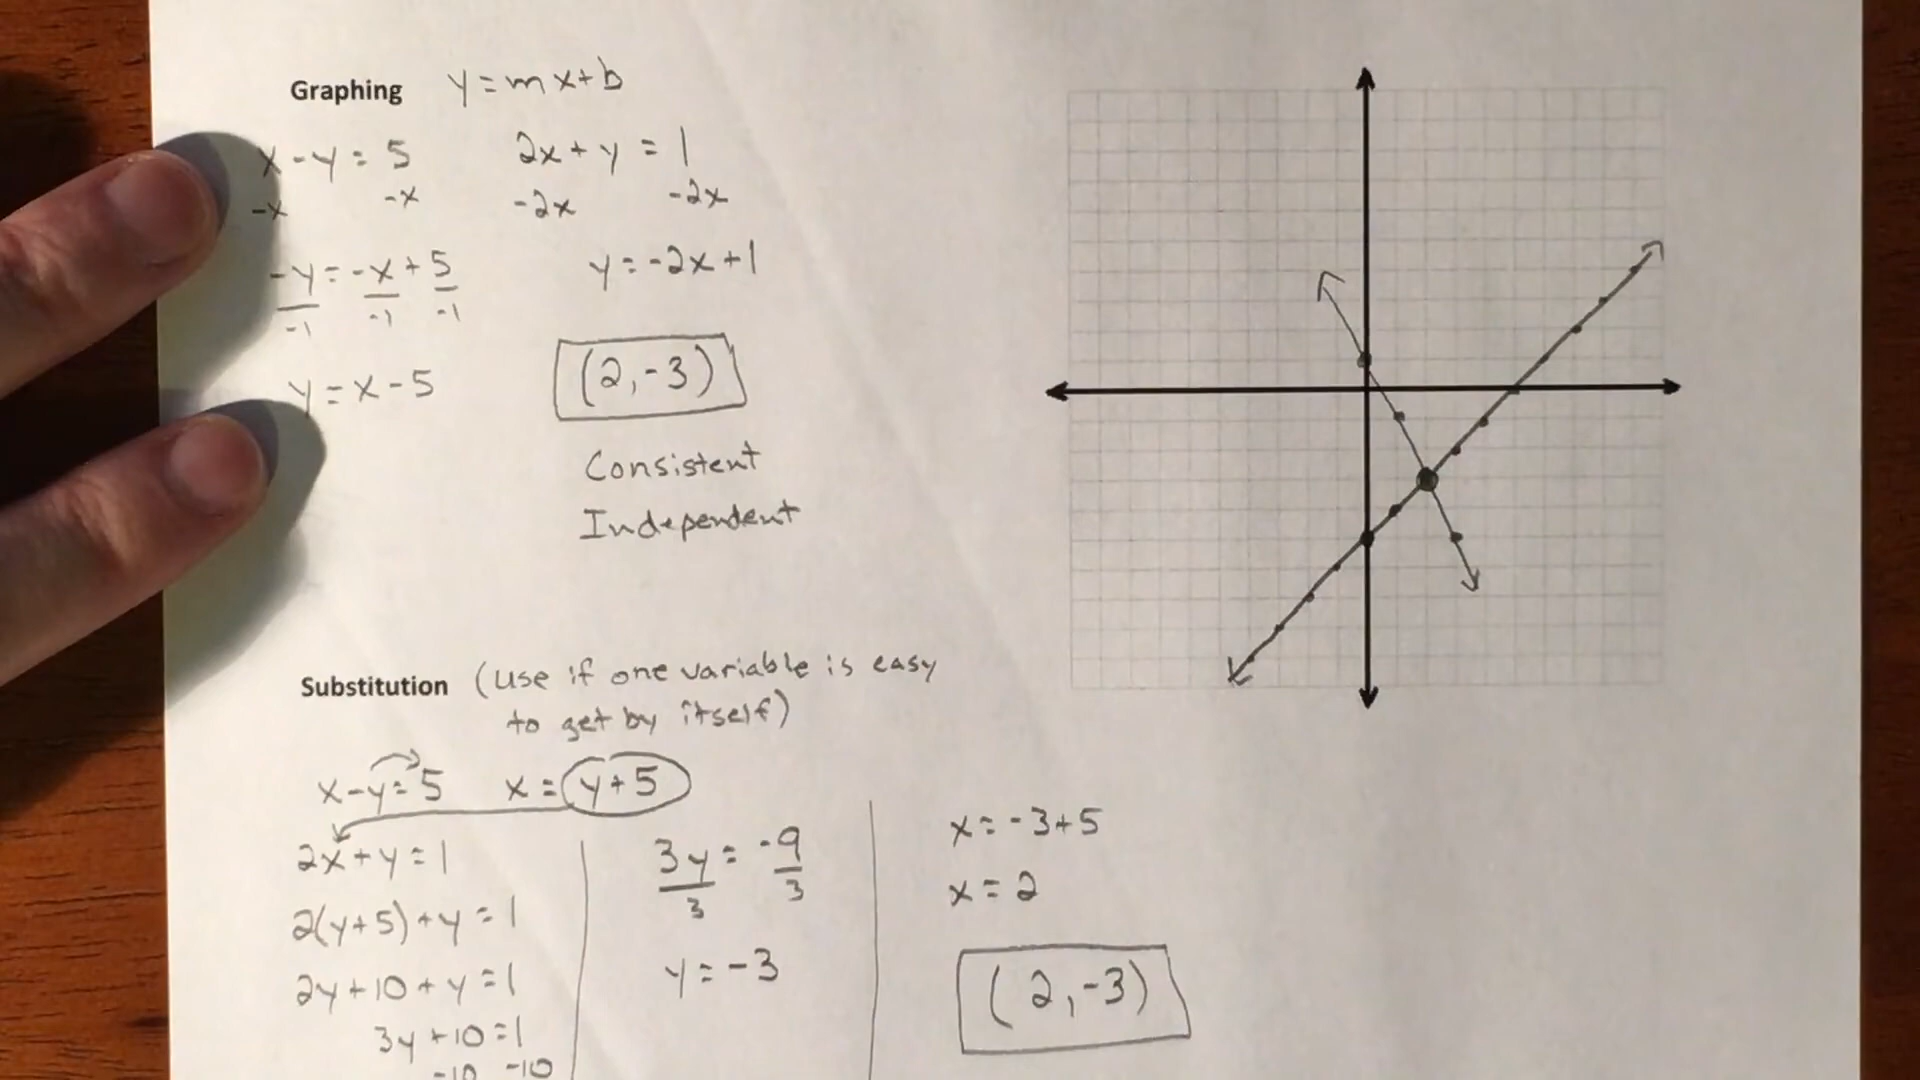 Graphing y = mx + b
x - y = 5 2x + y = 1
-x -x -2x -2x
-y = -x + 5 y = -2x + 1
-1 -1 -1
y = x - 5 (2, -3)
Consistent
Independent
Substitution (Use if one variable is easy
to get by itself)
x - y = 5 x = y + 5
2x + y = 1
2(y + 5) + y = 1
2y + 10 + y = 1
3y + 10 = 1
-10 -10
3y = -9
3 3
y = -3
x = -3 + 5
x = 2
(2, -3)